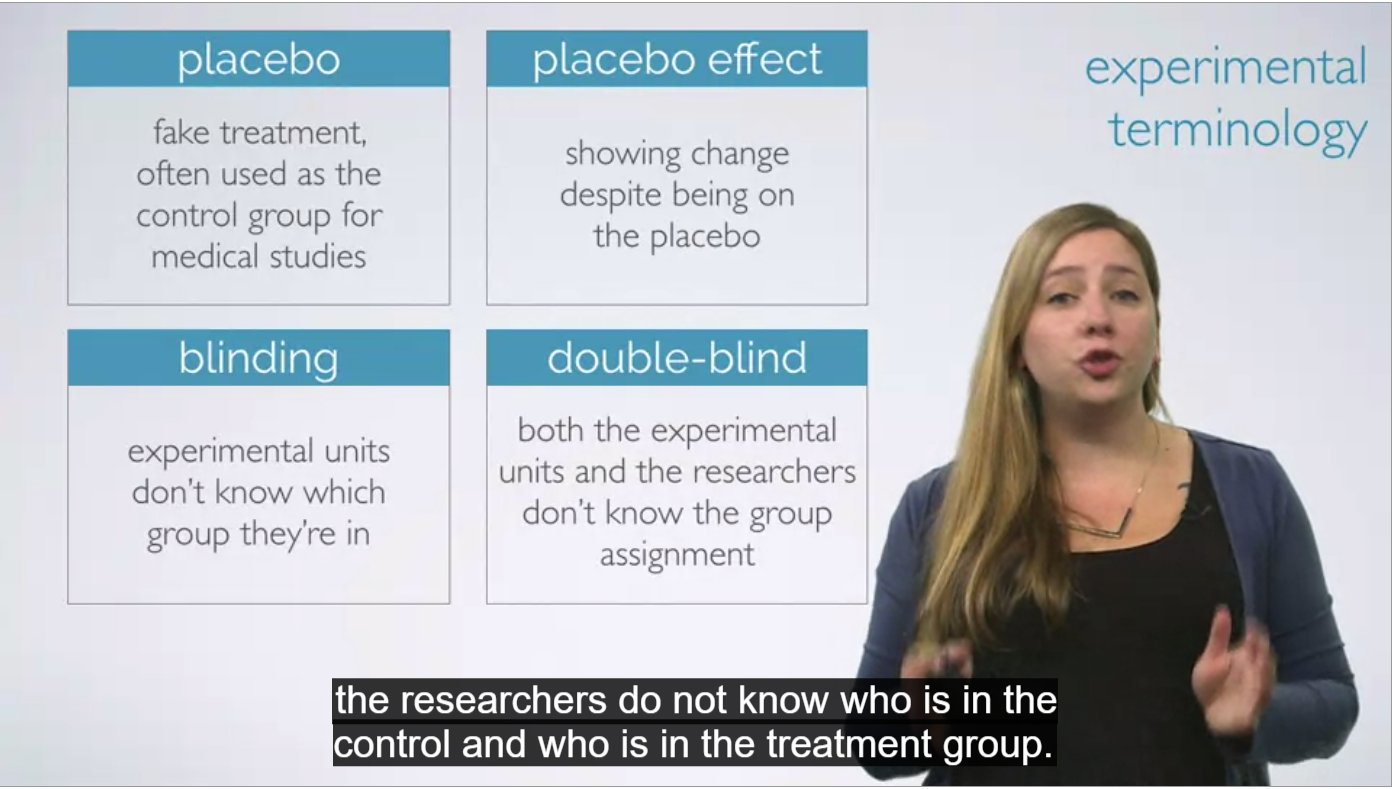 placebo
fake treatment,
often used as the
control group for
medical studies
placebo effect
showing change
despite being on
the placebo
experimental
terminology
blinding
experimental units
don't know which
group they're in
double-blind
both the experimental
units and the researchers
don't know the group
assignment
the researchers do not know who is in the
control and who is in the treatment group.